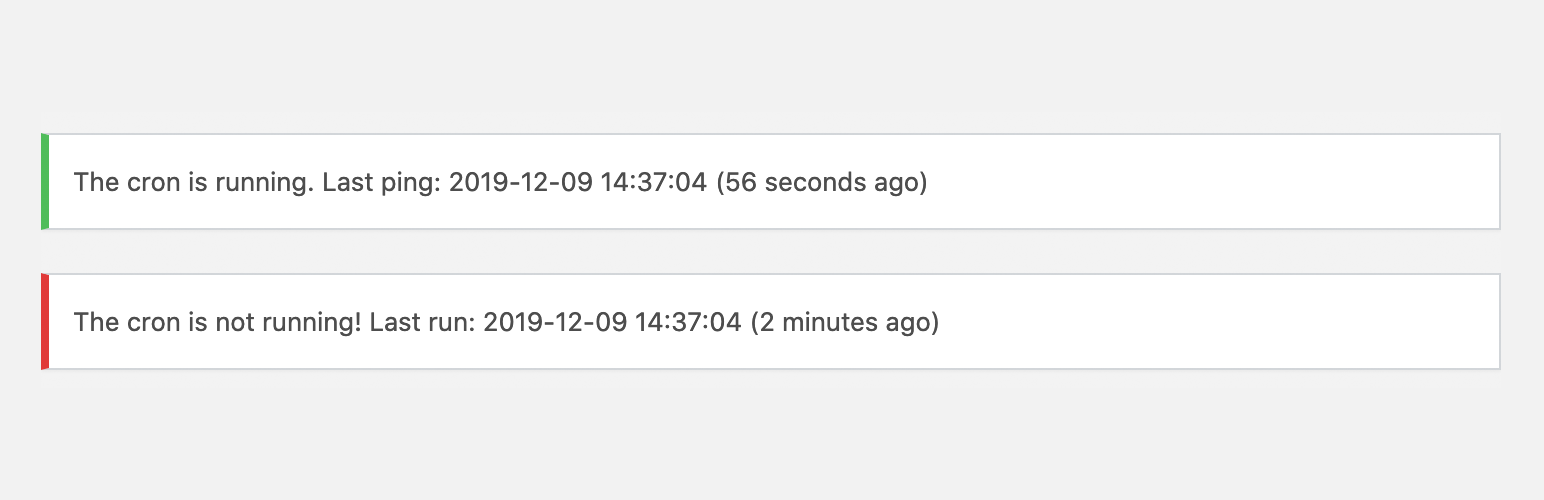 The cron is running. Last ping: 2019-12-09 14:37:04 (56 seconds ago)
The cron is not running! Last run: 2019-12-09 14:37:04 (2 minutes ago)